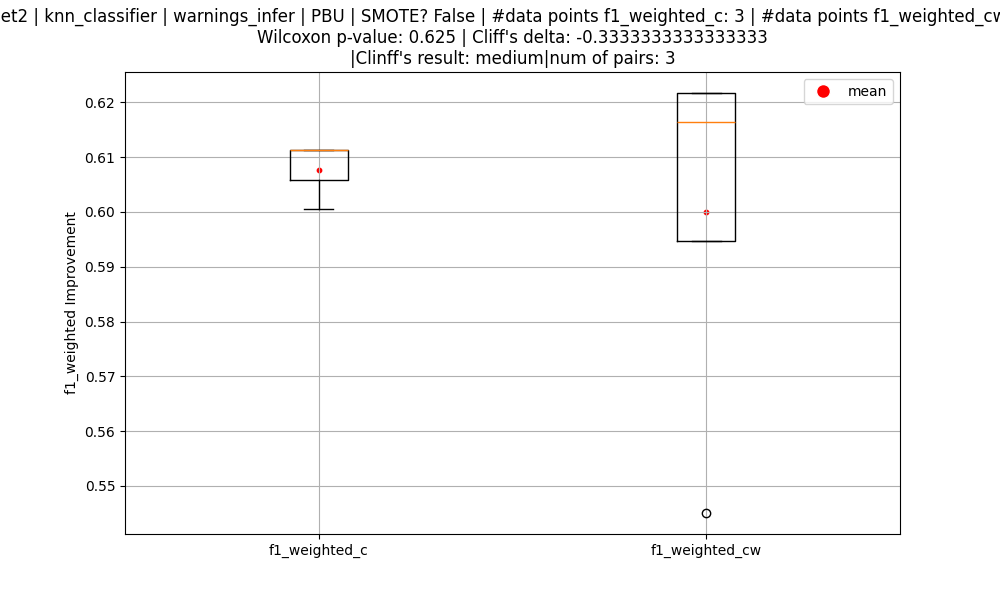 et2 | knn_classifier | warnings_infer | PBU | SMOTE? False | #data points f1_weighted_c: 3 | #data points f1_weighted_cw
Wilcoxon p-value: 0.625 | Cliff's delta: -0.3333333333333333
|Clinff's result: medium|num of pairs: 3
mean
0.62
0.61
0.60
0.59
0.58
0.57
0.56
0.55
f1_weighted Improvement
f1_weighted_c
f1_weighted_cw